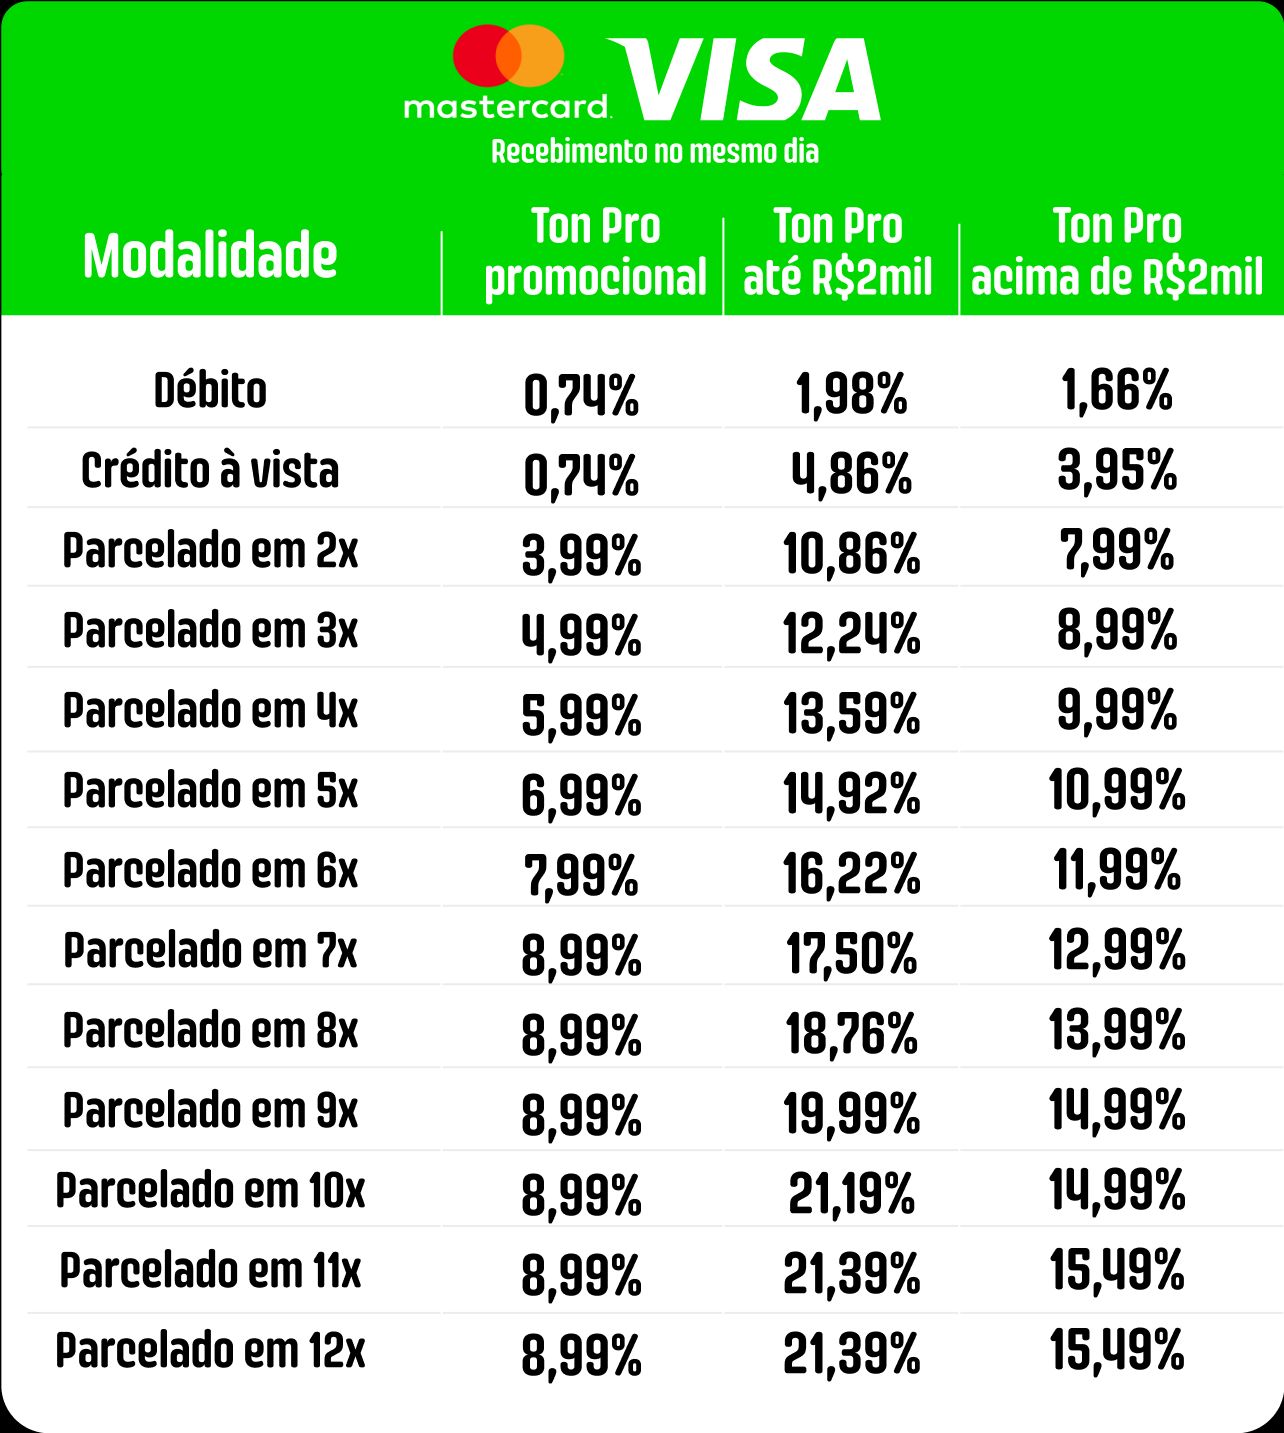 mastercard VISA
Recebimento no mesmo dia
Modalidade
Ton Pro promocional
Ton Pro até R$2mil
Ton Pro acima de R$2mil
Débito 0,74% 1,98% 1,66%
Crédito à vista 0,74% 4,86% 3,95%
Parcelado em 2x 3,99% 10,86% 7,99%
Parcelado em 3x 4,99% 12,24% 8,99%
Parcelado em 4x 5,99% 13,59% 9,99%
Parcelado em 5x 6,99% 14,92% 10,99%
Parcelado em 6x 7,99% 16,22% 11,99%
Parcelado em 7x 8,99% 17,50% 12,99%
Parcelado em 8x 8,99% 18,76% 13,99%
Parcelado em 9x 8,99% 19,99% 14,99%
Parcelado em 10x 8,99% 21,19% 14,99%
Parcelado em 11x 8,99% 21,39% 15,49%
Parcelado em 12x 8,99% 21,39% 15,49%